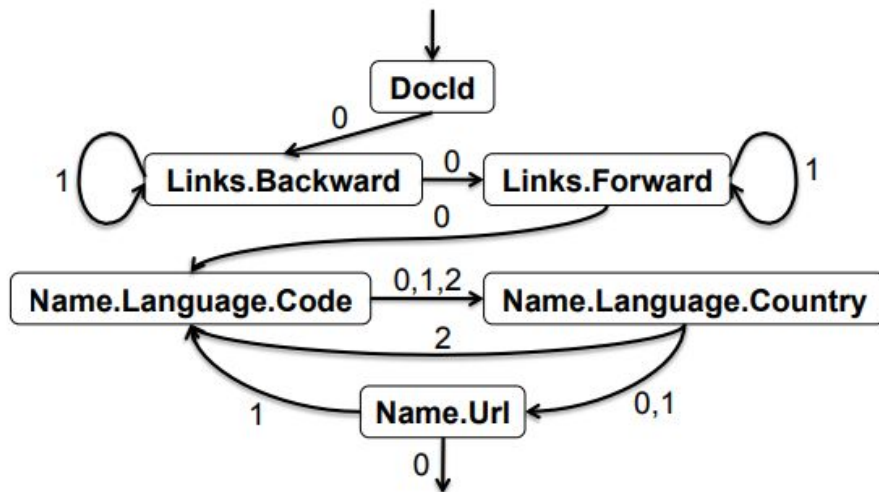 DocId
0
1 Links.Backward 0 Links.Forward 1
0
Name.Language.Code 0,1,2 Name.Language.Country
2
1 Name.Url 0,1
0